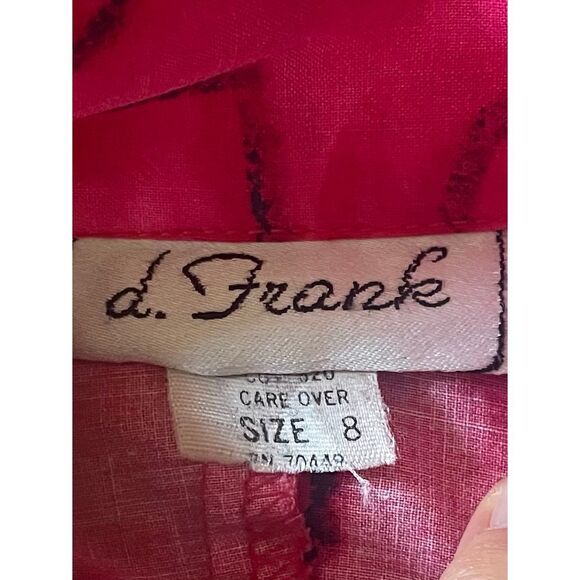 d. Frank
CARE OVER
SIZE 8